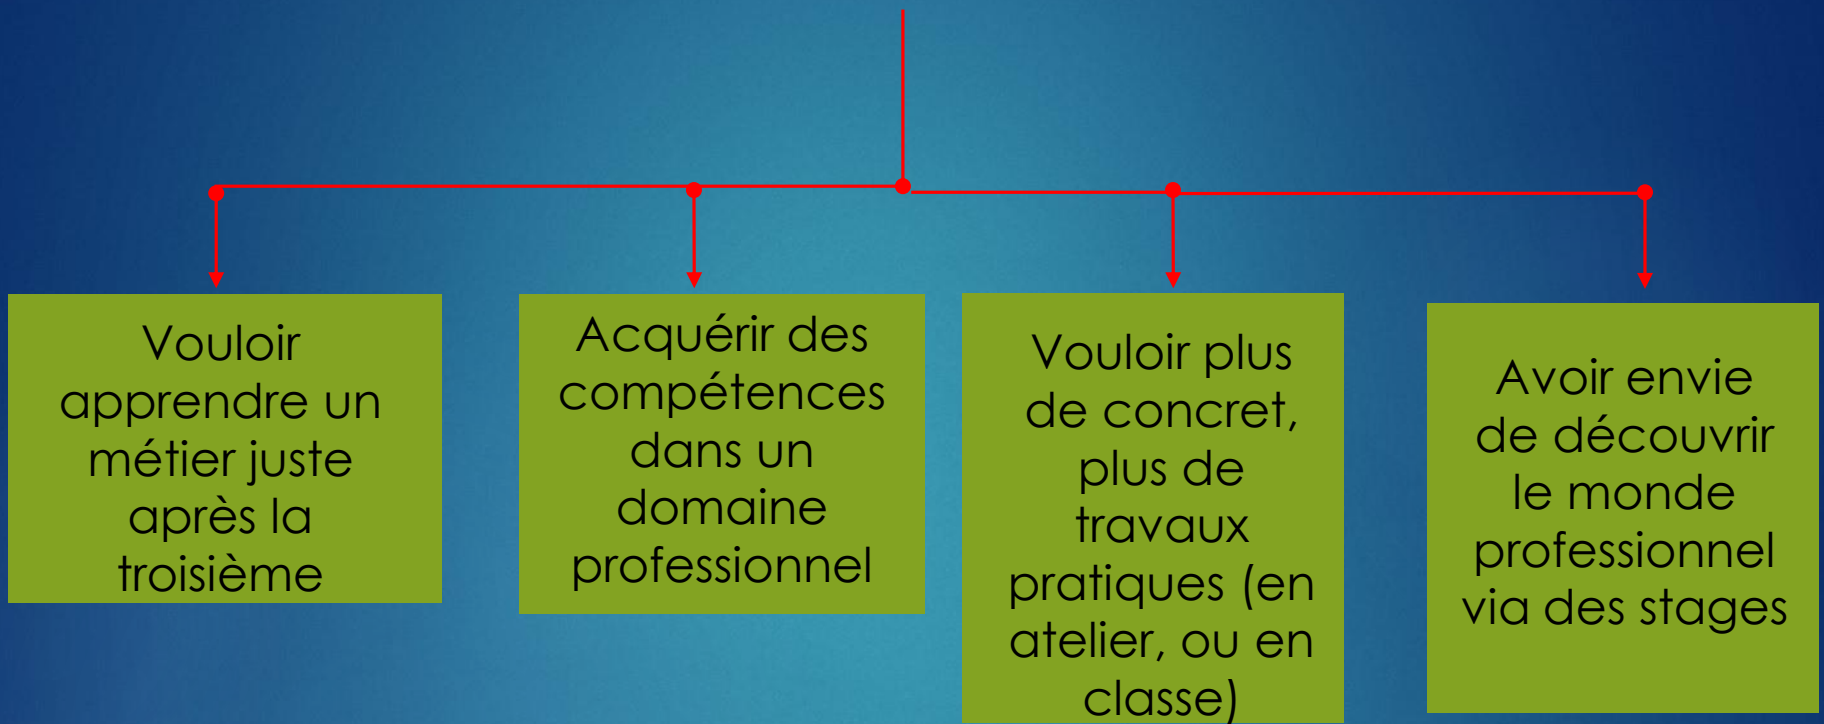 Vouloir
apprendre un
métier juste
après la
troisième
Acquérir des
compétences
dans un
domaine
professionnel
Vouloir plus
de concret,
plus de
travaux
pratiques (en
atelier, ou en
classe)
Avoir envie
de découvrir
le monde
professionnel
via des stages